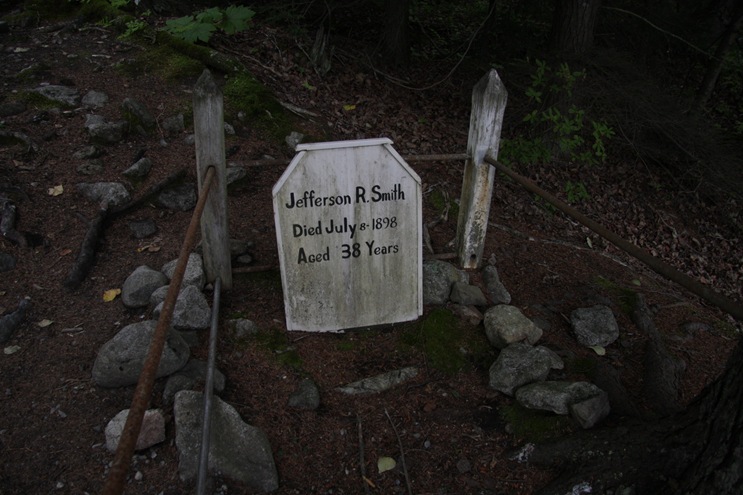 Jefferson R. Smith
Died July 8 - 1898
Aged 38 Years